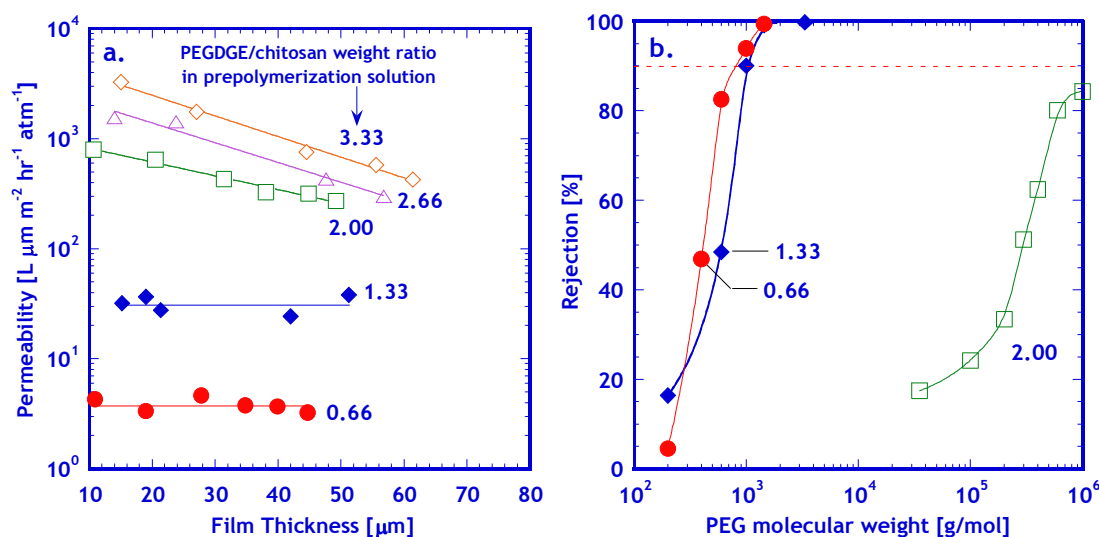 a.
PEGDGE/chitosan weight ratio
in prepolymerization solution
3.33
2.66
2.00
1.33
0.66
Permeability [L μm m⁻² hr⁻¹ atm⁻¹]
10⁴
10³
10²
10¹
10⁰
10 20 30 40 50 60 70 80
Film Thickness [μm]
b.
1.33
0.66
2.00
Rejection [%]
100
80
60
40
20
0
10² 10³ 10⁴ 10⁵ 10⁶
PEG molecular weight [g/mol]